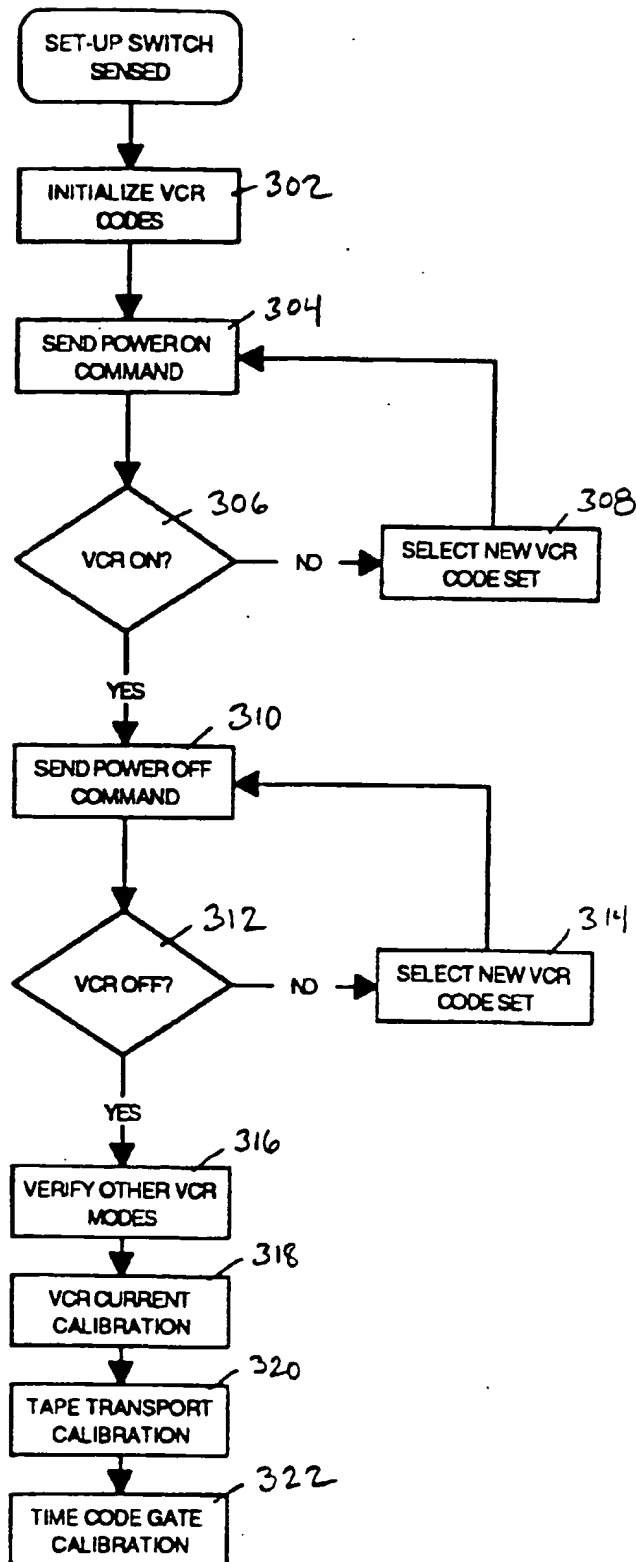 SET-UP SWITCH
SENSED
INITIALIZE VCR
CODES
302
304
SEND POWER ON
COMMAND
306
VCR ON?
NO
308
SELECT NEW VCR
CODE SET
YES
310
SEND POWER OFF
COMMAND
312
VCR OFF?
NO
314
SELECT NEW VCR
CODE SET
YES
316
VERIFY OTHER VCR
MODES
318
VCR CURRENT
CALIBRATION
320
TAPE TRANSPORT
CALIBRATION
322
TIME CODE GATE
CALIBRATION